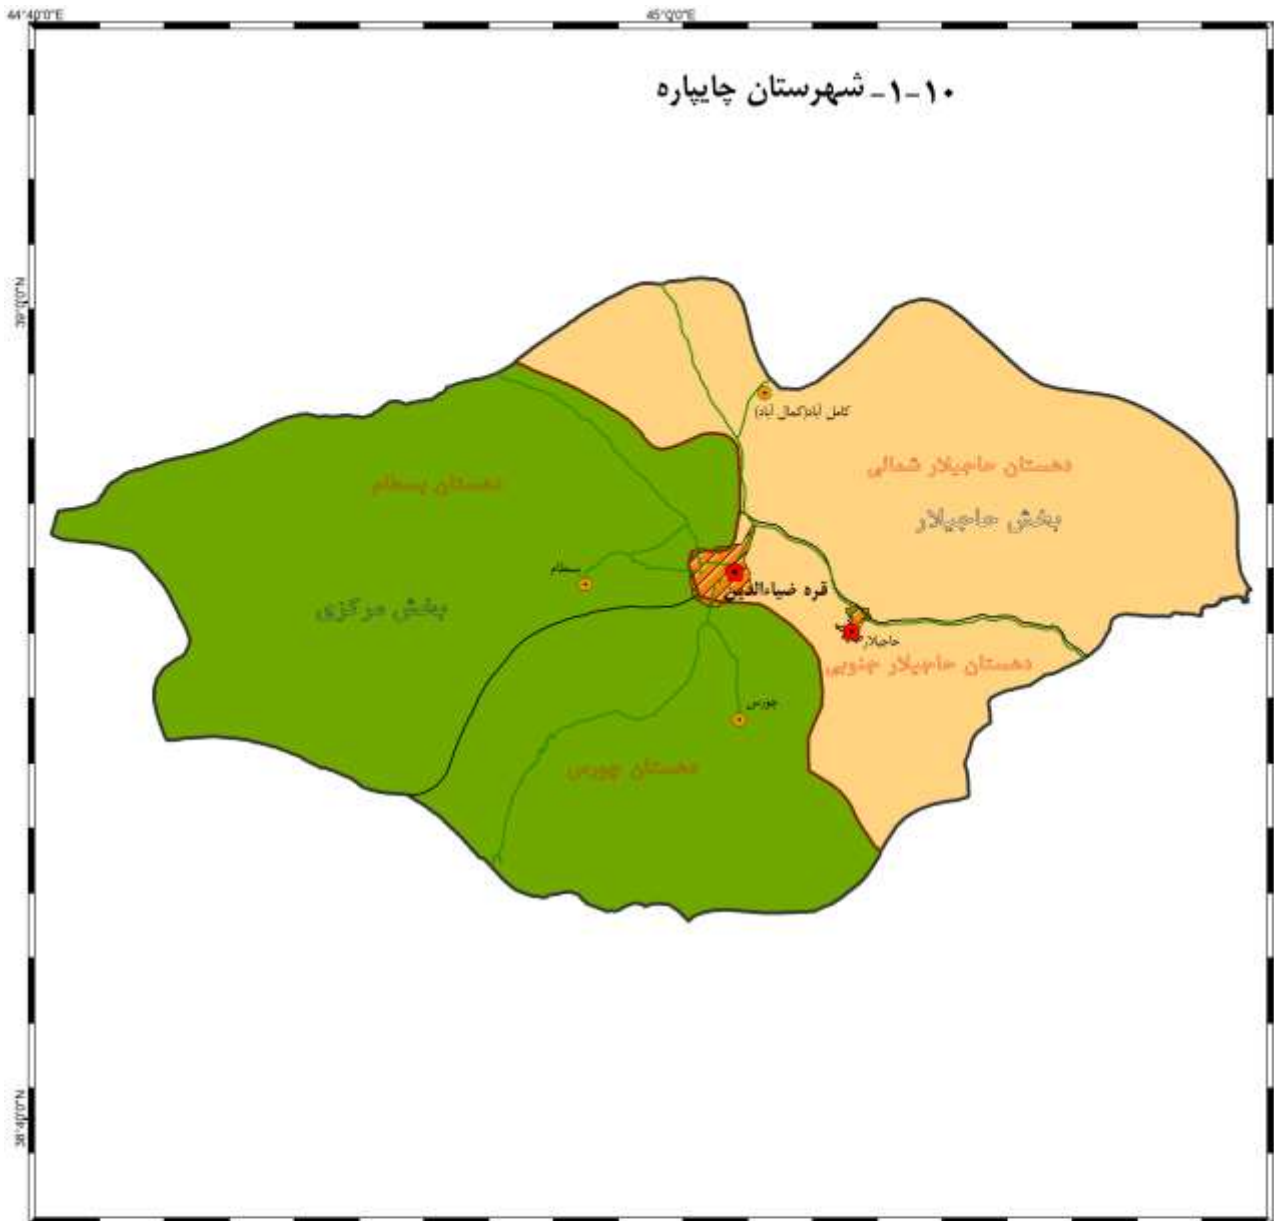 44°40'0"E
45°0'0"E
۱۰-۱- شهرستان چایپاره
39°0'0"N
کامل آباد(کمال آباد)
دهستان حاجیلار شمالی
دهستان بسطام
بخش حاجیلار
بسطام
قره ضیاءالدین
بخش مرکزی
حاجیلار
دهستان حاجیلار جنوبی
چورس
دهستان چورس
38°40'0"N